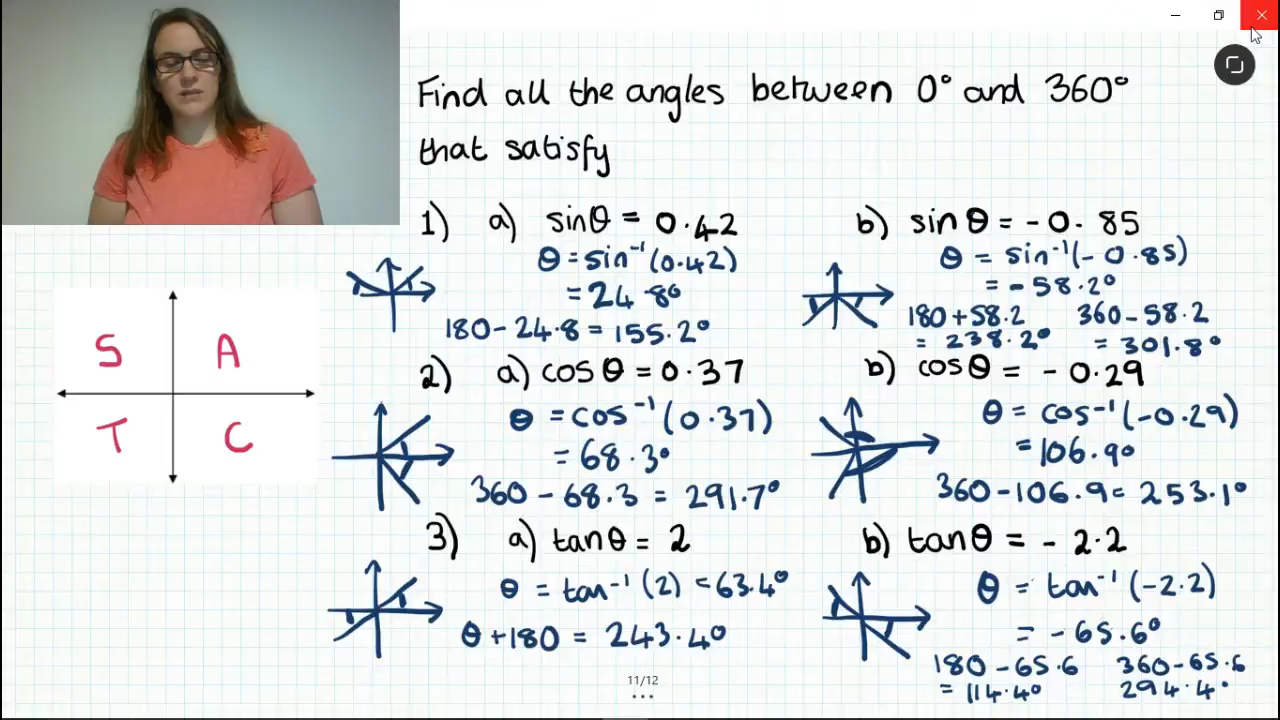 Find all the angles between 0° and 360°
that satisfy
S A
T C
1) a) sinθ = 0.42
θ = sin⁻¹(0.42)
= 24.8°
180 - 24.8 = 155.2°
b) sinθ = -0.85
θ = sin⁻¹(-0.85)
= -58.2°
180 + 58.2 360 - 58.2
= 238.2° = 301.8°
2) a) cosθ = 0.37
θ = cos⁻¹(0.37)
= 68.3°
360 - 68.3 = 291.7°
b) cosθ = -0.29
θ = cos⁻¹(-0.29)
= 106.9°
360 - 106.9 = 253.1°
3) a) tanθ = 2
θ = tan⁻¹(2) = 63.4°
θ + 180 = 243.4°
b) tanθ = -2.2
θ = tan⁻¹(-2.2)
= -65.6°
180 - 65.6 360 - 65.6
= 114.4° 294.4°
11/12